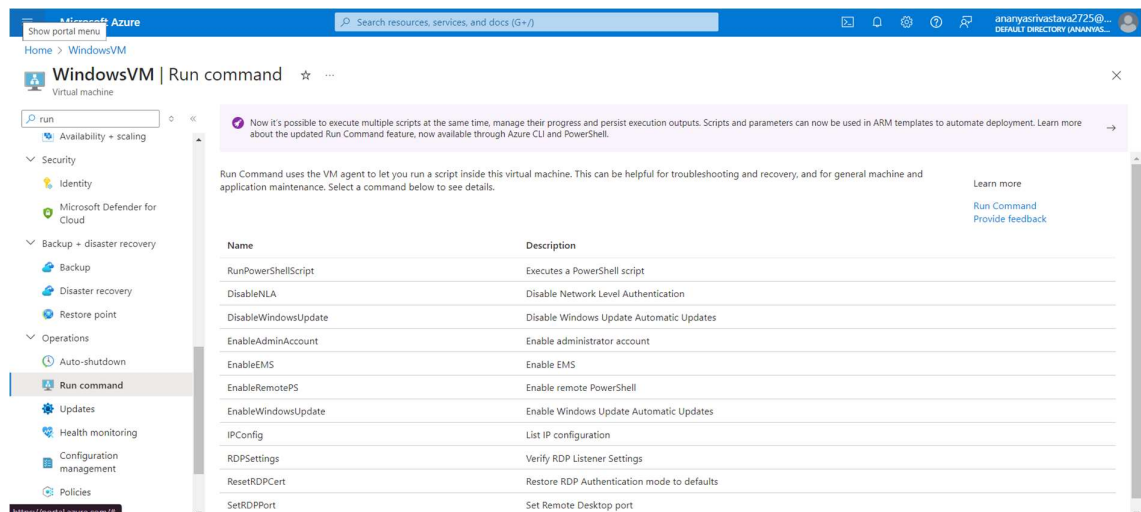 Microsoft Azure
Show portal menu
Search resources, services, and docs (G+/)
ananyasrivastava2725@...
DEFAULT DIRECTORY (ANANYAS...
Home > WindowsVM
WindowsVM | Run command
Virtual machine
run
Availability + scaling
Security
Identity
Microsoft Defender for
Cloud
Backup + disaster recovery
Backup
Disaster recovery
Restore point
Operations
Auto-shutdown
Run command
Updates
Health monitoring
Configuration
management
Policies
https://portal.azure.com/#
Now it's possible to execute multiple scripts at the same time, manage their progress and persist execution outputs. Scripts and parameters can now be used in ARM templates to automate deployment. Learn more
about the updated Run Command feature, now available through Azure CLI and PowerShell.
Run Command uses the VM agent to let you run a script inside this virtual machine. This can be helpful for troubleshooting and recovery, and for general machine and
application maintenance. Select a command below to see details.
Learn more
Run Command
Provide feedback
Name Description
RunPowerShellScript Executes a PowerShell script
DisableNLA Disable Network Level Authentication
DisableWindowsUpdate Disable Windows Update Automatic Updates
EnableAdminAccount Enable administrator account
EnableEMS Enable EMS
EnableRemotePS Enable remote PowerShell
EnableWindowsUpdate Enable Windows Update Automatic Updates
IPConfig List IP configuration
RDPSettings Verify RDP Listener Settings
ResetRDPCert Restore RDP Authentication mode to defaults
SetRDPPort Set Remote Desktop port